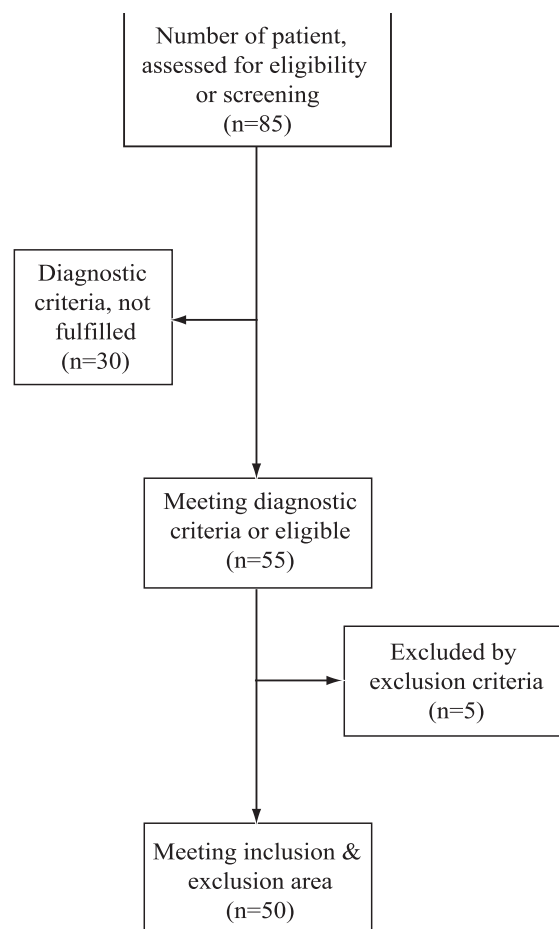 Number of patient,
assessed for eligibility
or screening
(n=85)
Diagnostic
criteria, not
fulfilled
(n=30)
Meeting diagnostic
criteria or eligible
(n=55)
Excluded by
exclusion criteria
(n=5)
Meeting inclusion &
exclusion area
(n=50)